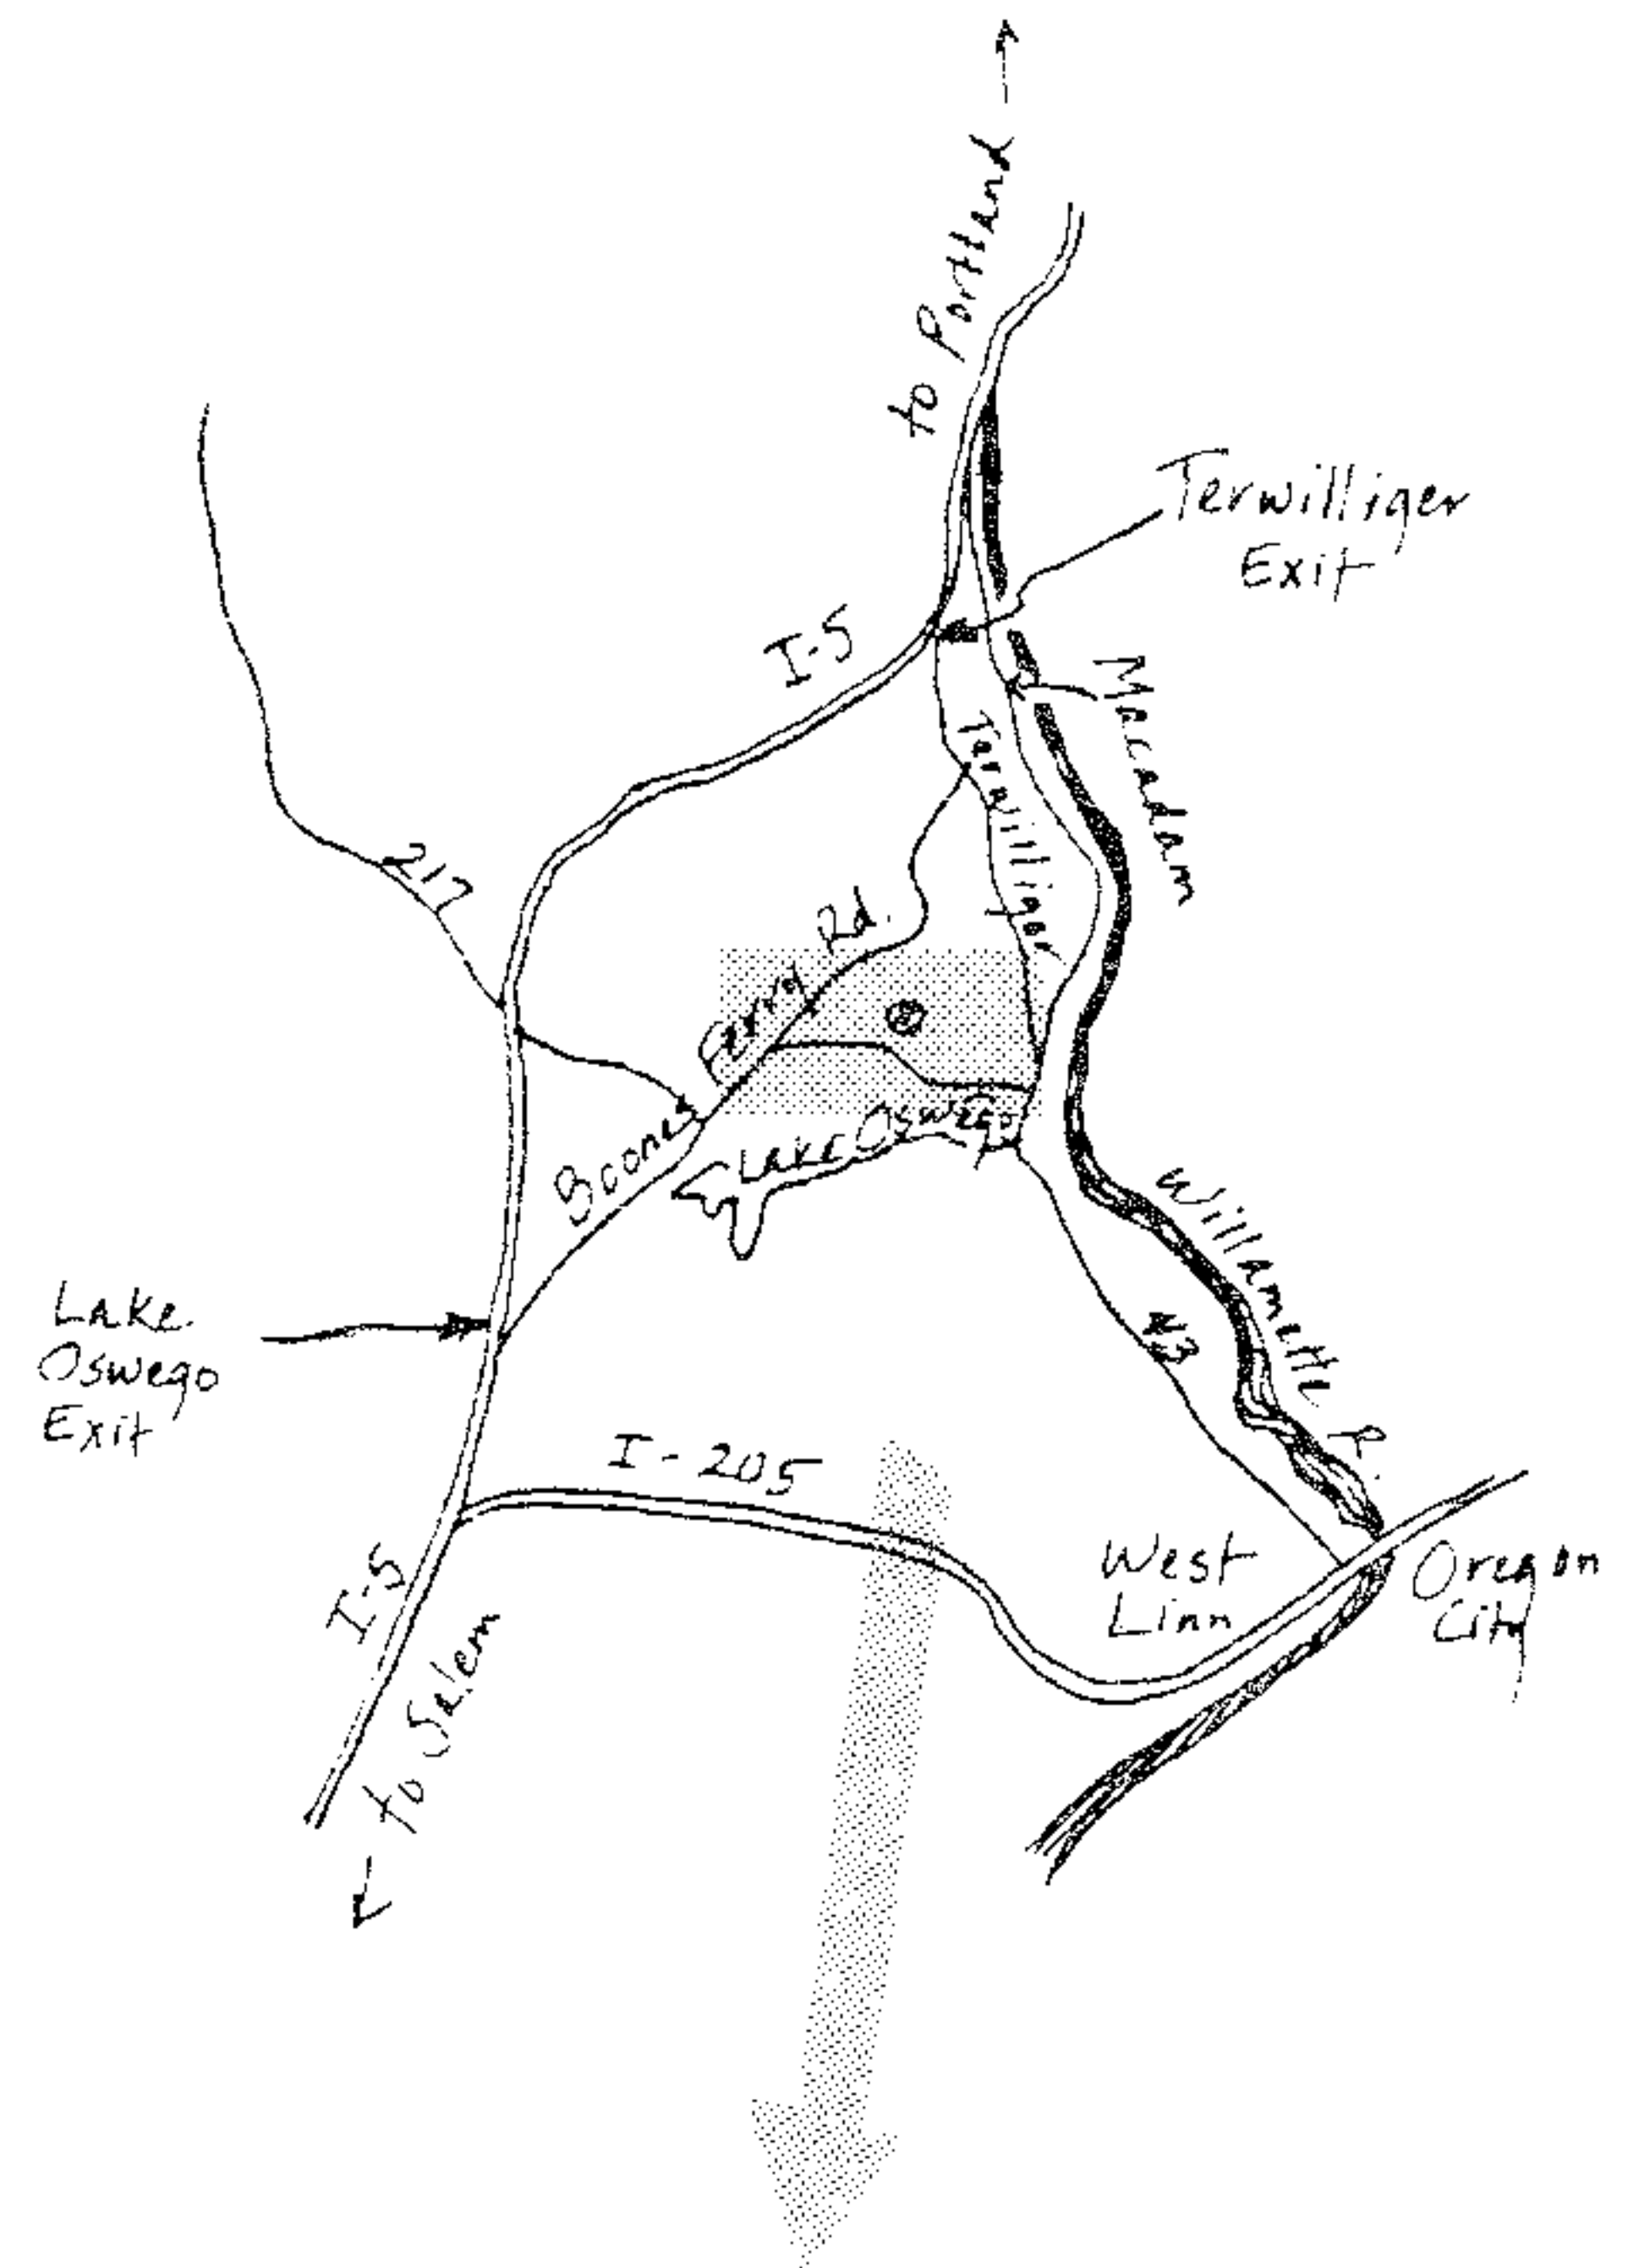 to Portland
Terwilliger
Exit
I-5
Macadam
Terwilliger
217
Rd.
Boones
Lake Oswego
Willamette R.
43
Lake
Oswego
Exit
I-205
West
Linn
Oregon
City
I-5
to Salem